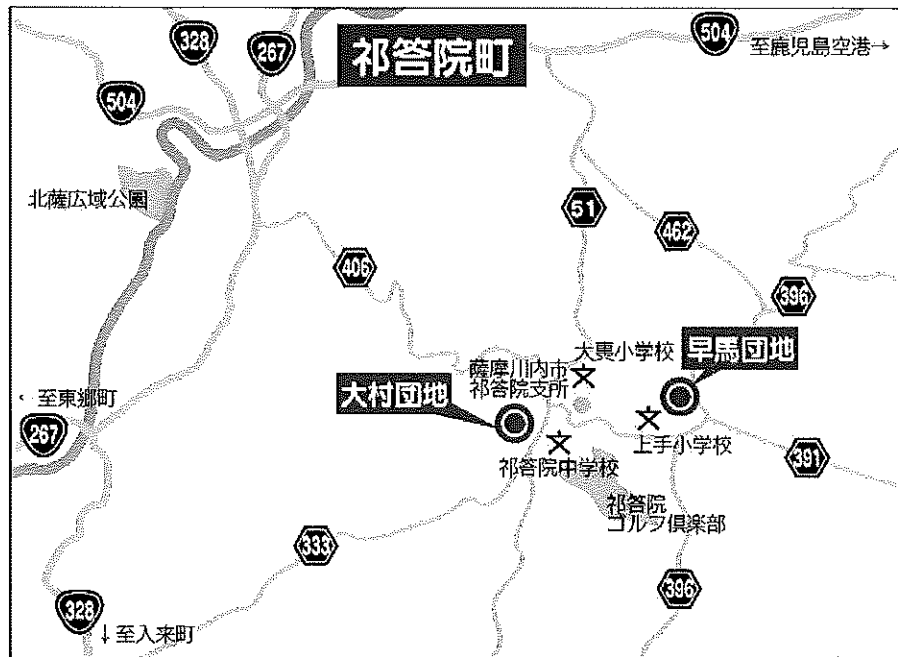 328
267
祁答院町
504
至鹿児島空港→
504
北薩広域公園
51
462
406
396
大轟小学校
早馬団地
薩摩川内市
祁答院支所
大村団地
← 至東郷町
267
上手小学校
祁答院中学校
391
祁答院
ゴルフ倶楽部
333
396
328
↓至入来町